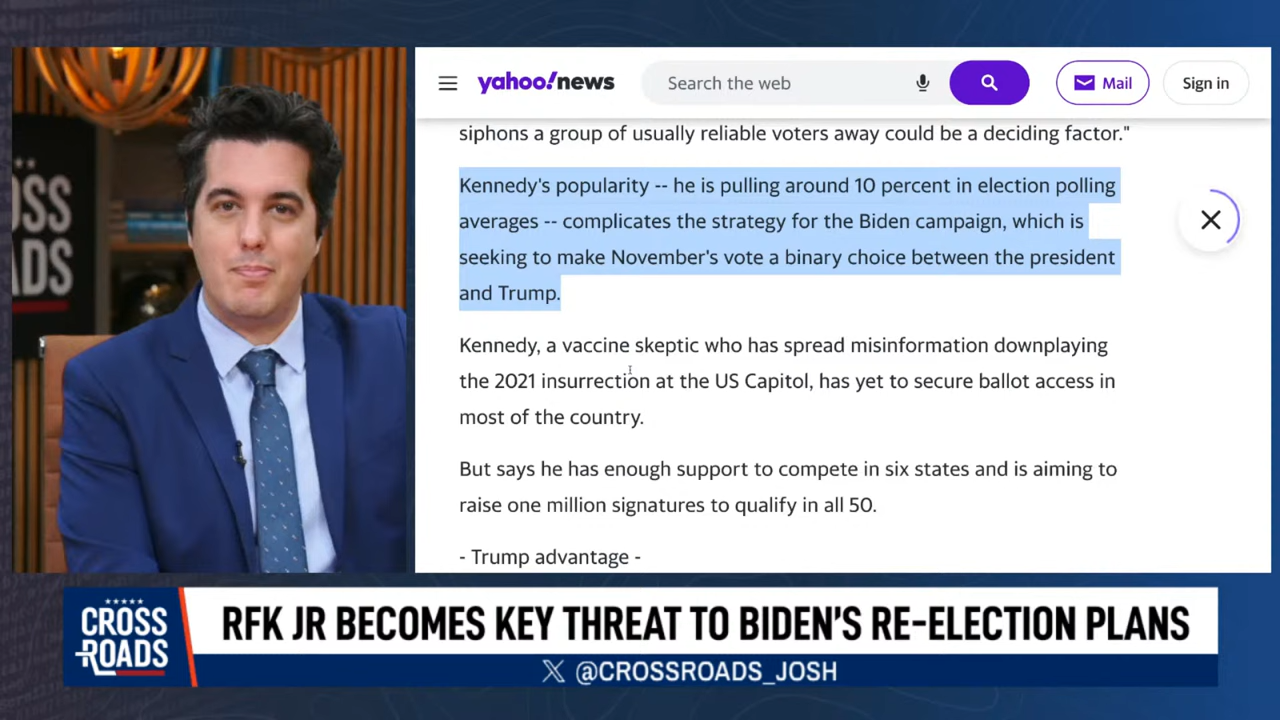 SS
ADS
yahoo!news
Search the web
Mail
Sign in
siphons a group of usually reliable voters away could be a deciding factor."
Kennedy's popularity -- he is pulling around 10 percent in election polling
averages -- complicates the strategy for the Biden campaign, which is
seeking to make November's vote a binary choice between the president
and Trump.
Kennedy, a vaccine skeptic who has spread misinformation downplaying
the 2021 insurrection at the US Capitol, has yet to secure ballot access in
most of the country.
But says he has enough support to compete in six states and is aiming to
raise one million signatures to qualify in all 50.
- Trump advantage -
CROSS
ROADS
RFK JR BECOMES KEY THREAT TO BIDEN'S RE-ELECTION PLANS
@CROSSROADS_JOSH